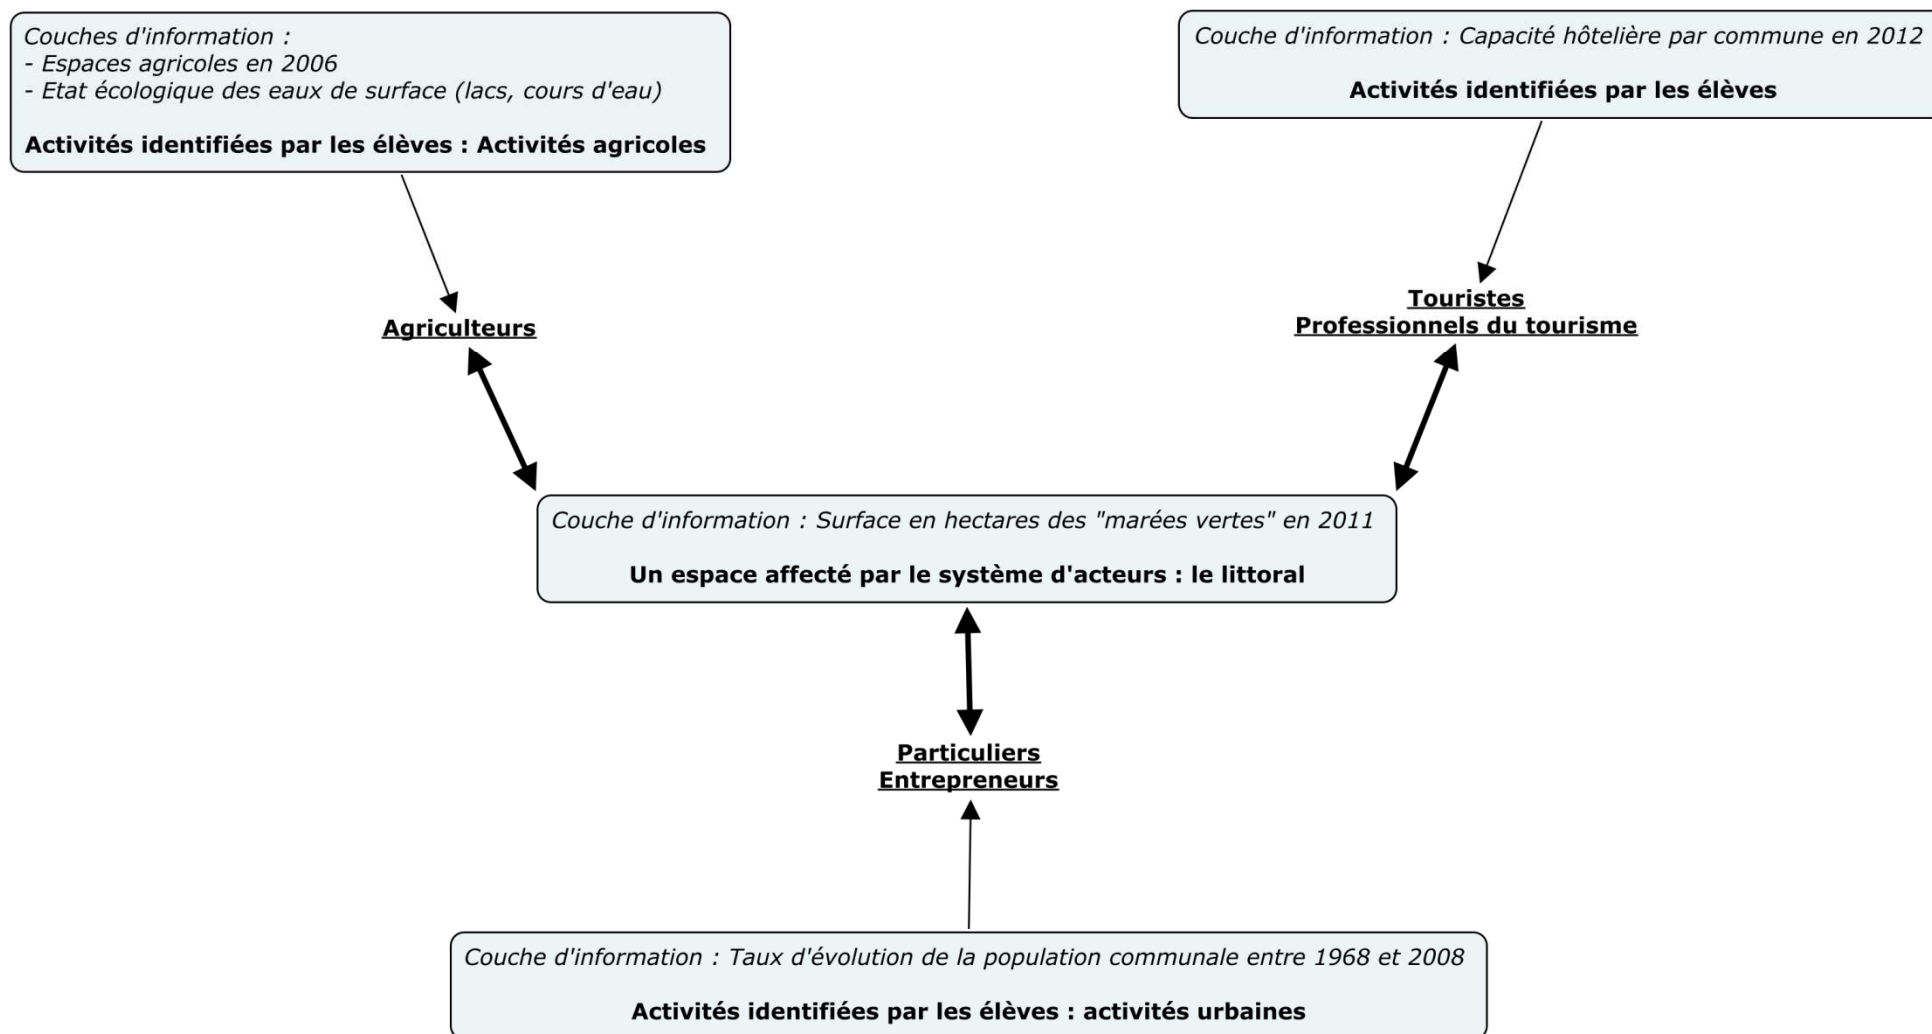 Couches d'information :
- Espaces agricoles en 2006
- Etat écologique des eaux de surface (lacs, cours d'eau)
Activités identifiées par les élèves : Activités agricoles
Couche d'information : Capacité hôtelière par commune en 2012
Activités identifiées par les élèves
Agriculteurs
Touristes
Professionnels du tourisme
Couche d'information : Surface en hectares des "marées vertes" en 2011
Un espace affecté par le système d'acteurs : le littoral
Particuliers
Entrepreneurs
Couche d'information : Taux d'évolution de la population communale entre 1968 et 2008
Activités identifiées par les élèves : activités urbaines